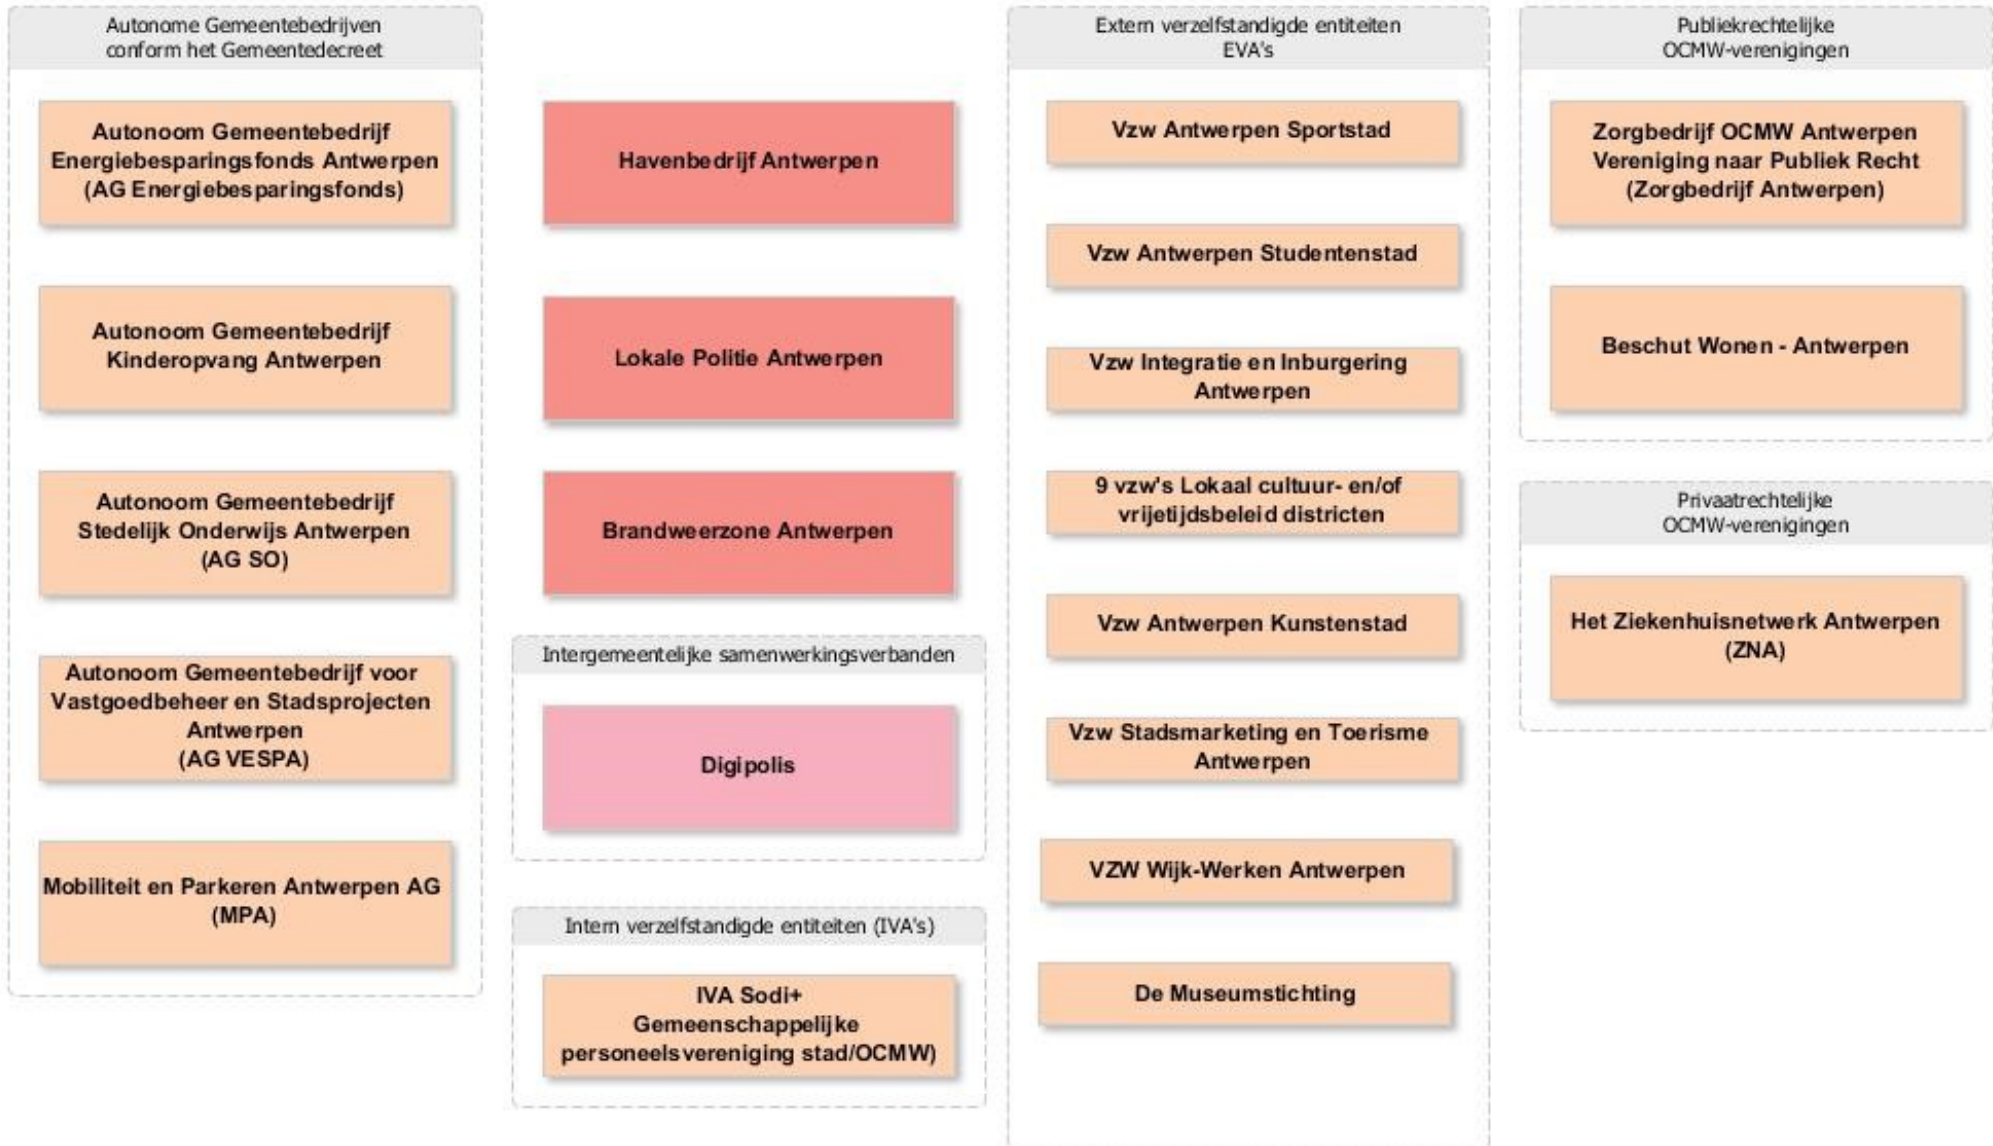 Autonome Gemeentebedrijven
conform het Gemeentedecreet
Autonoom Gemeentebedrijf
Energiebesparingsfonds Antwerpen
(AG Energiebesparingsfonds)
Autonoom Gemeentebedrijf
Kinderopvang Antwerpen
Autonoom Gemeentebedrijf
Stedelijk Onderwijs Antwerpen
(AG SO)
Autonoom Gemeentebedrijf voor
Vastgoedbeheer en Stadsprojecten
Antwerpen
(AG VESPA)
Mobiliteit en Parkeren Antwerpen AG
(MPA)
Havenbedrijf Antwerpen
Lokale Politie Antwerpen
Brandweerzone Antwerpen
Intergemeentelijke samenwerkingsverbanden
Digipolis
Intern verzelfstandigde entiteiten (IVA's)
IVA Sodi+
Gemeenschappelijke
personeelsvereniging stad/OCMW)
Extern verzelfstandigde entiteiten
EVA's
Vzw Antwerpen Sportstad
Vzw Antwerpen Studentenstad
Vzw Integratie en Inburgering
Antwerpen
9 vzw's Lokaal cultuur- en/of
vrijetijdsbeleid districten
Vzw Antwerpen Kunstenstad
Vzw Stadsmarketing en Toerisme
Antwerpen
VZW Wijk-Werken Antwerpen
De Museumstichting
Publiekrechtelijke
OCMW-verenigingen
Zorgbedrijf OCMW Antwerpen
Vereniging naar Publiek Recht
(Zorgbedrijf Antwerpen)
Beschut Wonen - Antwerpen
Privaatrechtelijke
OCMW-verenigingen
Het Ziekenhuisnetwerk Antwerpen
(ZNA)